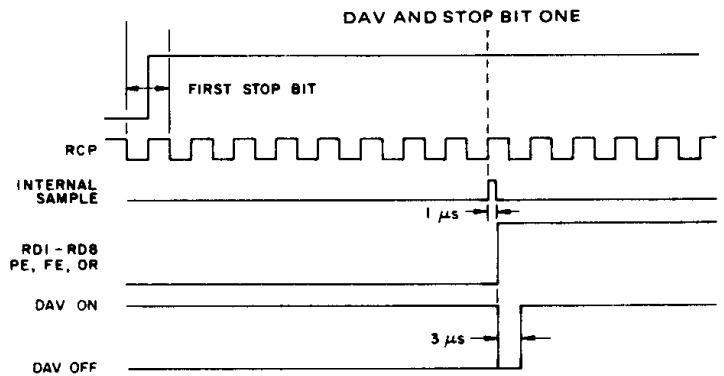 DAV AND STOP BIT ONE
FIRST STOP BIT
RCP
INTERNAL
SAMPLE
1 μs
RD1-RD8
PE, FE, OR
DAV ON
3 μs
DAV OFF